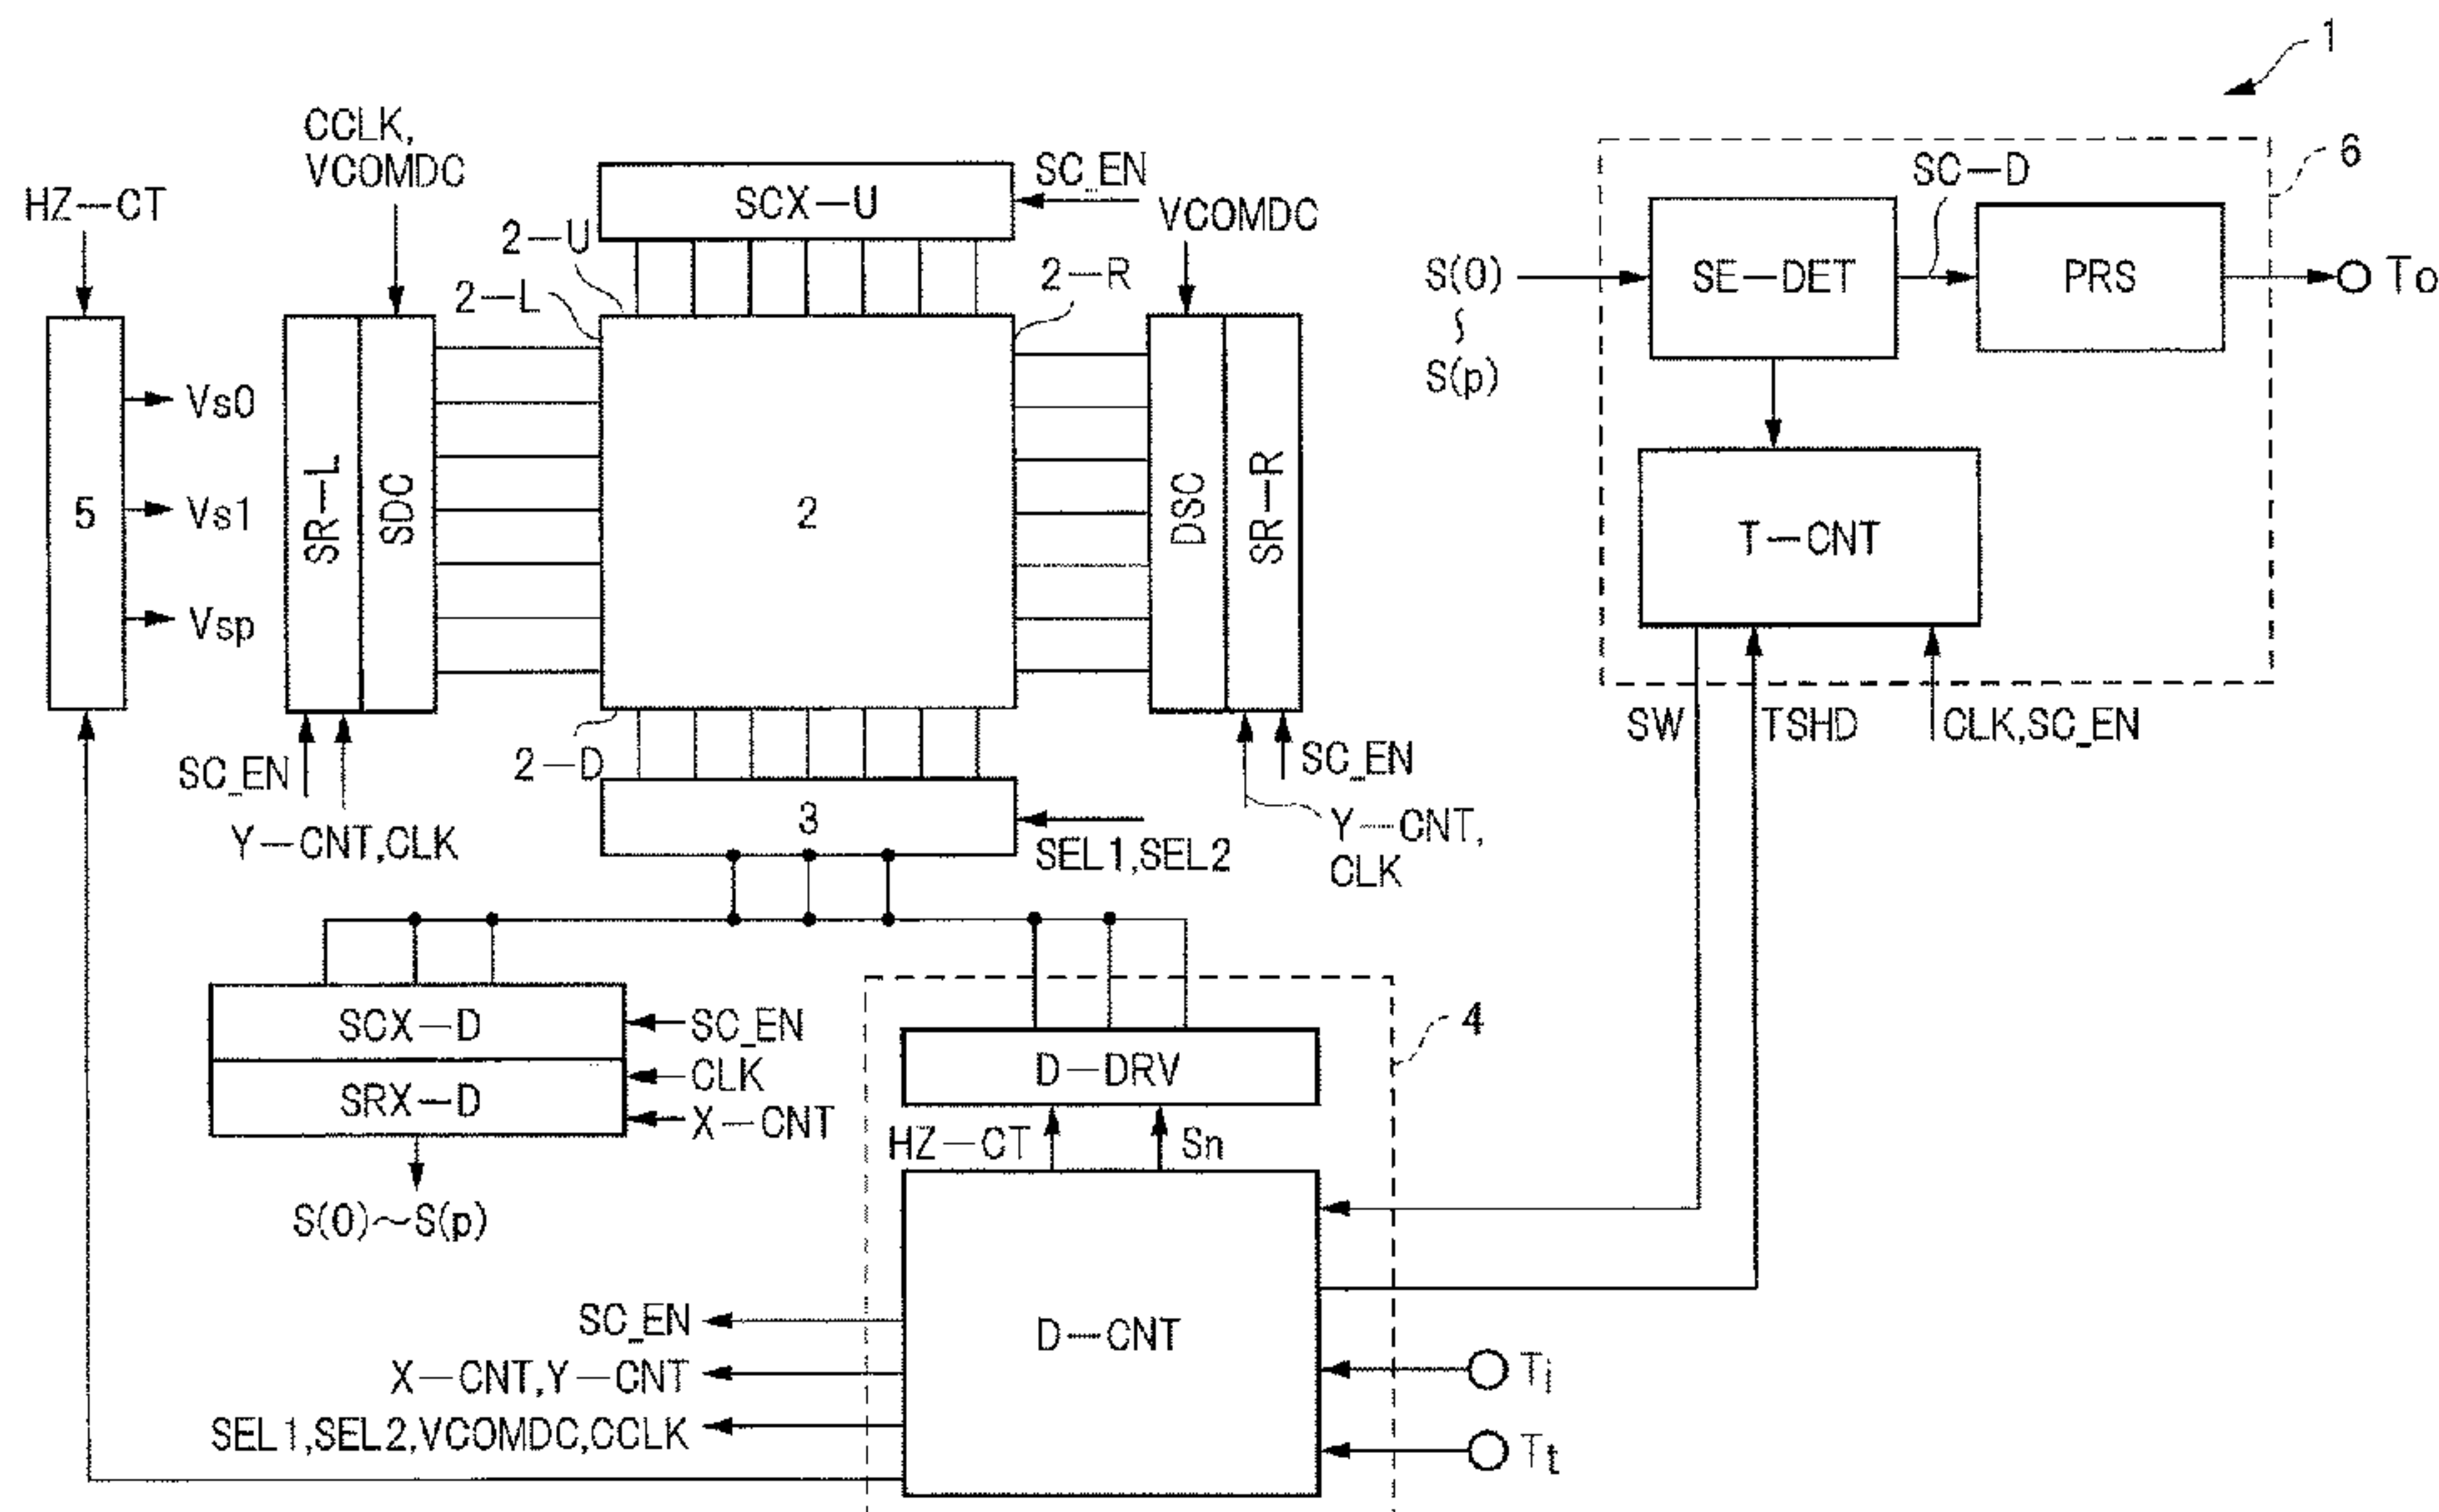 1
CCLK,
VCOMDC
HZ—CT
SCX—U
SC_EN
VCOMDC
2—U
2—L
2—R
SC—D
6
S(0)
~
S(p)
SE—DET
PRS
To
Vs0
5
Vs1
Vsp
SR—L
SDC
2
DSC
SR—R
T—CNT
SW
TSHD
CLK,SC_EN
SC_EN
Y—CNT,CLK
2—D
3
SEL1,SEL2
SC_EN
Y—CNT,
CLK
SCX—D
SC_EN
SRX—D
CLK
X—CNT
S(0)~S(p)
4
D—DRV
HZ—CT
Sn
D—CNT
SC_EN
X—CNT,Y—CNT
SEL1,SEL2,VCOMDC,CCLK
Ti
Tt